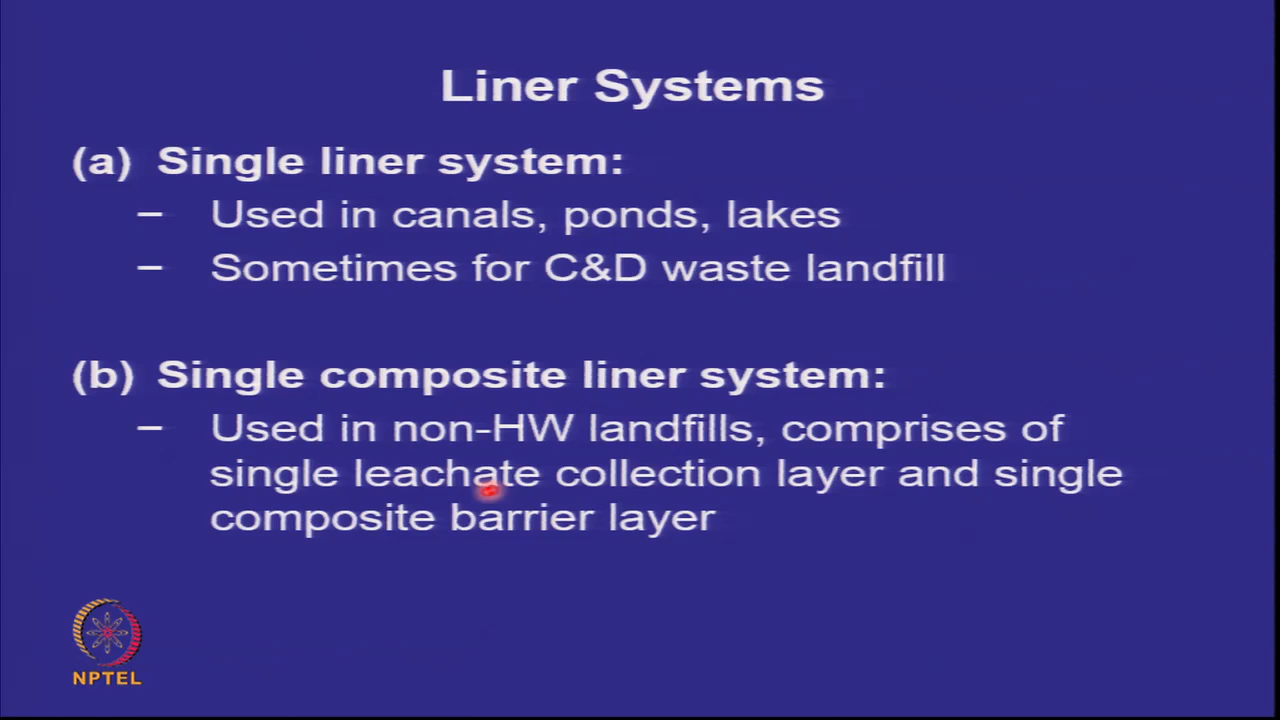 Liner Systems
(a) Single liner system:
– Used in canals, ponds, lakes
– Sometimes for C&D waste landfill
(b) Single composite liner system:
– Used in non-HW landfills, comprises of
single leachate collection layer and single
composite barrier layer
NPTEL